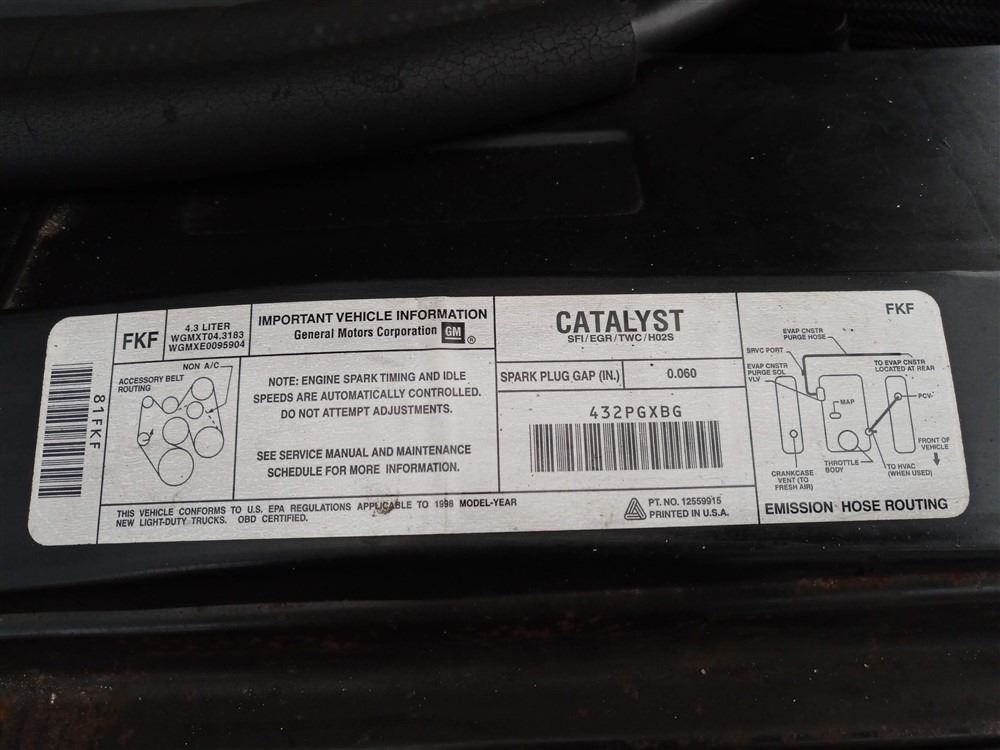 81FKF
FKF
4.3 LITER
WGMXT04.3183
WGMXE0095904
IMPORTANT VEHICLE INFORMATION
General Motors Corporation GM ®
ACCESSORY BELT
ROUTING
NON A/C
NOTE: ENGINE SPARK TIMING AND IDLE
SPEEDS ARE AUTOMATICALLY CONTROLLED.
DO NOT ATTEMPT ADJUSTMENTS.
SEE SERVICE MANUAL AND MAINTENANCE
SCHEDULE FOR MORE INFORMATION.
THIS VEHICLE CONFORMS TO U.S. EPA REGULATIONS APPLICABLE TO 1998 MODEL-YEAR
NEW LIGHT-DUTY TRUCKS. OBD CERTIFIED.
CATALYST
SFI/EGR/TWC/HO2S
SPARK PLUG GAP (IN.)
0.060
432PGXBG
PT. NO. 12559915
PRINTED IN U.S.A.
FKF
EVAP CNSTR
PURGE HOSE
SRVC PORT
EVAP CNSTR
PURGE SOL
VLV
TO EVAP CNSTR
LOCATED AT REAR
MAP
PCV
FRONT OF
VEHICLE
THROTTLE
BODY
TO HVAC
(WHEN USED)
CRANKCASE
VENT (TO
FRESH AIR)
EMISSION HOSE ROUTING